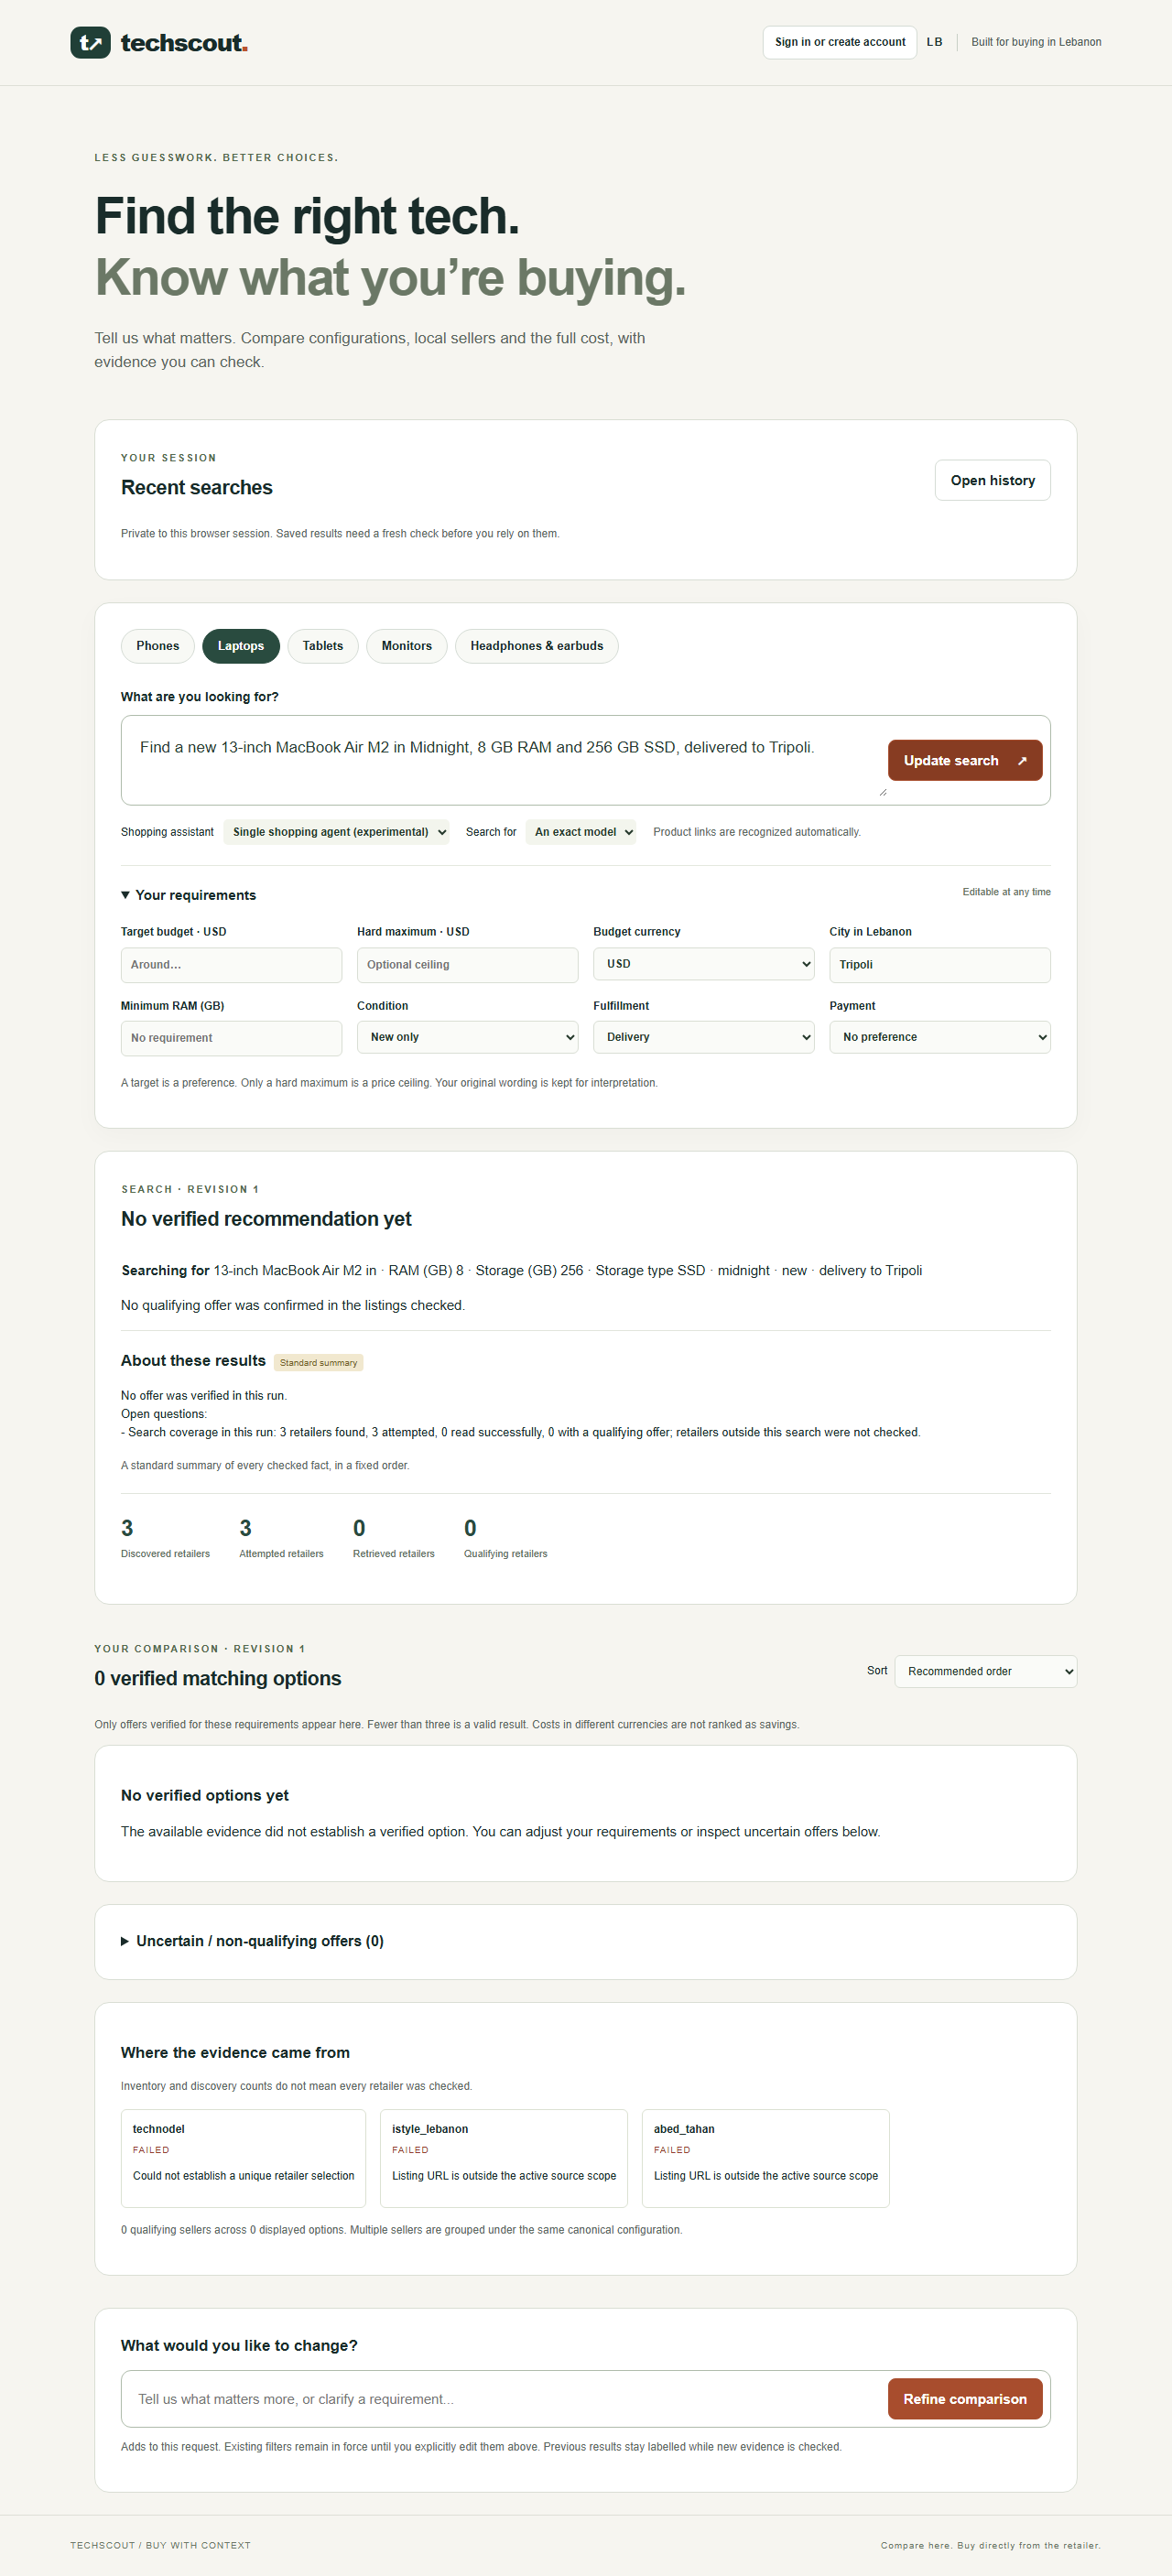 t↗ techscout.
Sign in or create account LB Built for buying in Lebanon
LESS GUESSWORK. BETTER CHOICES.
Find the right tech.
Know what you’re buying.
Tell us what matters. Compare configurations, local sellers and the full cost, with
evidence you can check.
YOUR SESSION
Recent searches
Open history
Private to this browser session. Saved results need a fresh check before you rely on them.
Phones Laptops Tablets Monitors Headphones & earbuds
What are you looking for?
Find a new 13-inch MacBook Air M2 in Midnight, 8 GB RAM and 256 GB SSD, delivered to Tripoli.
Update search ↗
Shopping assistant Single shopping agent (experimental) Search for An exact model Product links are recognized automatically.
▼ Your requirements Editable at any time
Target budget · USD Hard maximum · USD Budget currency City in Lebanon
Around... Optional ceiling USD Tripoli
Minimum RAM (GB) Condition Fulfillment Payment
No requirement New only Delivery No preference
A target is a preference. Only a hard maximum is a price ceiling. Your original wording is kept for interpretation.
SEARCH · REVISION 1
No verified recommendation yet
Searching for 13-inch MacBook Air M2 in · RAM (GB) 8 · Storage (GB) 256 · Storage type SSD · midnight · new · delivery to Tripoli
No qualifying offer was confirmed in the listings checked.
About these results Standard summary
No offer was verified in this run.
Open questions:
- Search coverage in this run: 3 retailers found, 3 attempted, 0 read successfully, 0 with a qualifying offer; retailers outside this search were not checked.
A standard summary of every checked fact, in a fixed order.
3 3 0 0
Discovered retailers Attempted retailers Retrieved retailers Qualifying retailers
YOUR COMPARISON · REVISION 1
0 verified matching options
Sort Recommended order
Only offers verified for these requirements appear here. Fewer than three is a valid result. Costs in different currencies are not ranked as savings.
No verified options yet
The available evidence did not establish a verified option. You can adjust your requirements or inspect uncertain offers below.
▶ Uncertain / non-qualifying offers (0)
Where the evidence came from
Inventory and discovery counts do not mean every retailer was checked.
technodel istyle_lebanon abed_tahan
FAILED FAILED FAILED
Could not establish a unique retailer selection Listing URL is outside the active source scope Listing URL is outside the active source scope
0 qualifying sellers across 0 displayed options. Multiple sellers are grouped under the same canonical configuration.
What would you like to change?
Tell us what matters more, or clarify a requirement...
Refine comparison
Adds to this request. Existing filters remain in force until you explicitly edit them above. Previous results stay labelled while new evidence is checked.
TECHSCOUT / BUY WITH CONTEXT Compare here. Buy directly from the retailer.